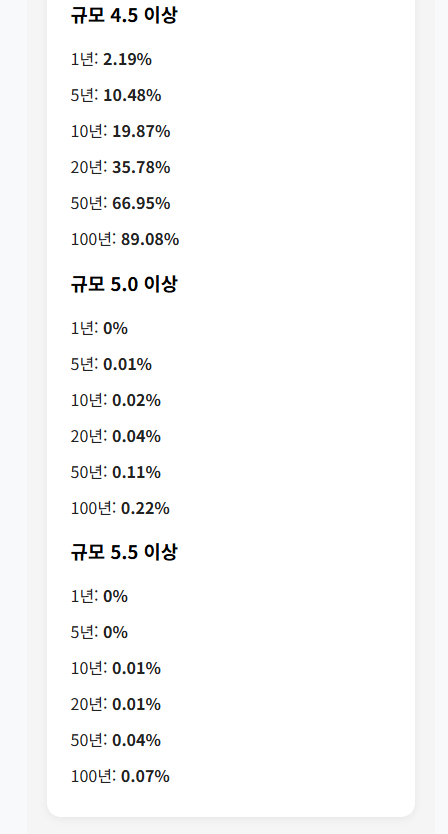 규모 4.5 이상
1년: 2.19%
5년: 10.48%
10년: 19.87%
20년: 35.78%
50년: 66.95%
100년: 89.08%
규모 5.0 이상
1년: 0%
5년: 0.01%
10년: 0.02%
20년: 0.04%
50년: 0.11%
100년: 0.22%
규모 5.5 이상
1년: 0%
5년: 0%
10년: 0.01%
20년: 0.01%
50년: 0.04%
100년: 0.07%